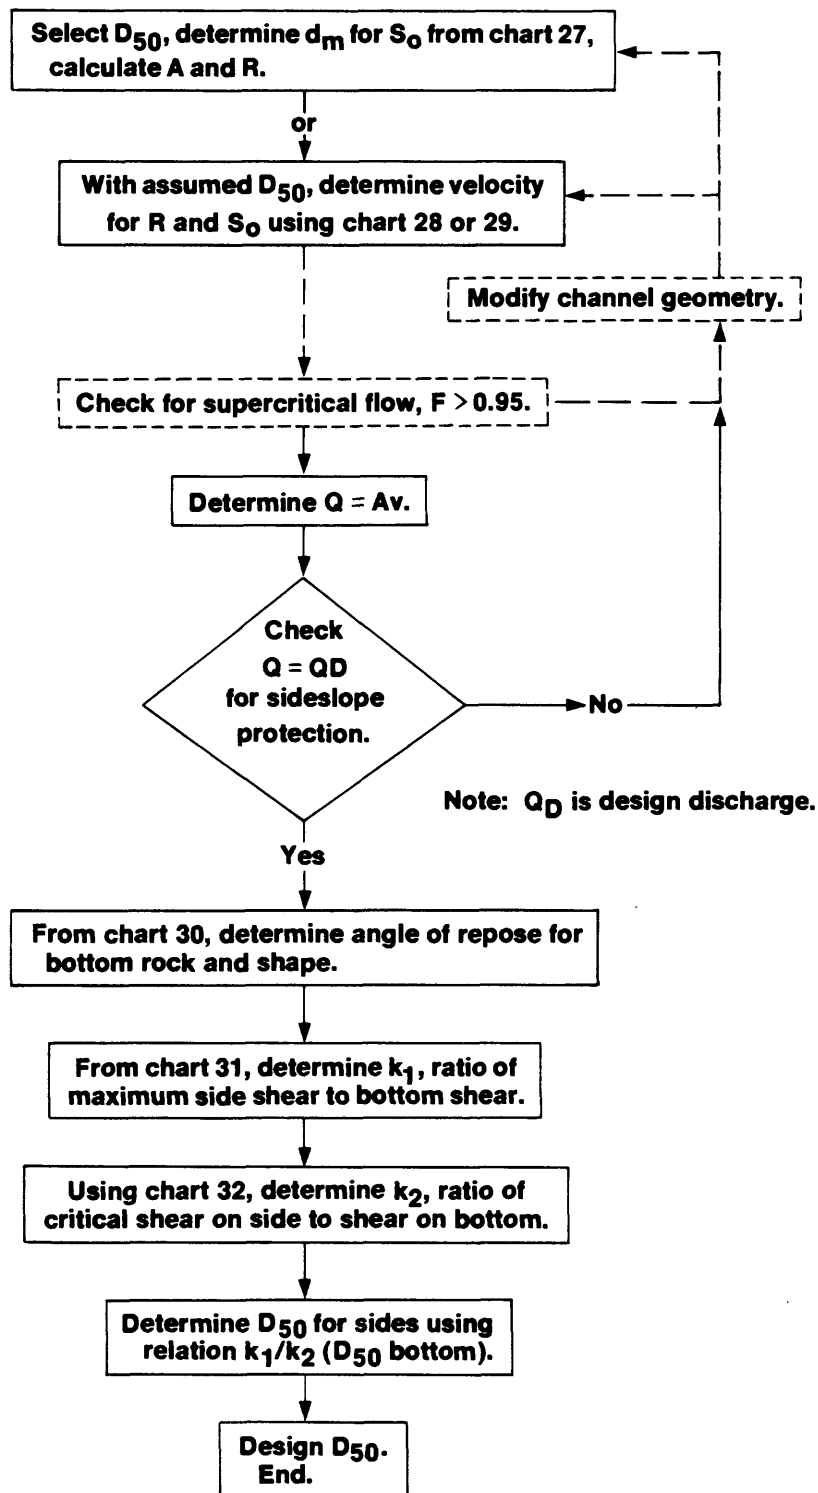 Select D50, determine dm for So from chart 27,
calculate A and R.
or
With assumed D50, determine velocity
for R and So using chart 28 or 29.
Modify channel geometry.
Check for supercritical flow, F > 0.95.
Determine Q = Av.
Check
Q = QD
for sideslope
protection.
No
Note: QD is design discharge.
Yes
From chart 30, determine angle of repose for
bottom rock and shape.
From chart 31, determine k1, ratio of
maximum side shear to bottom shear.
Using chart 32, determine k2, ratio of
critical shear on side to shear on bottom.
Determine D50 for sides using
relation k1/k2 (D50 bottom).
Design D50.
End.